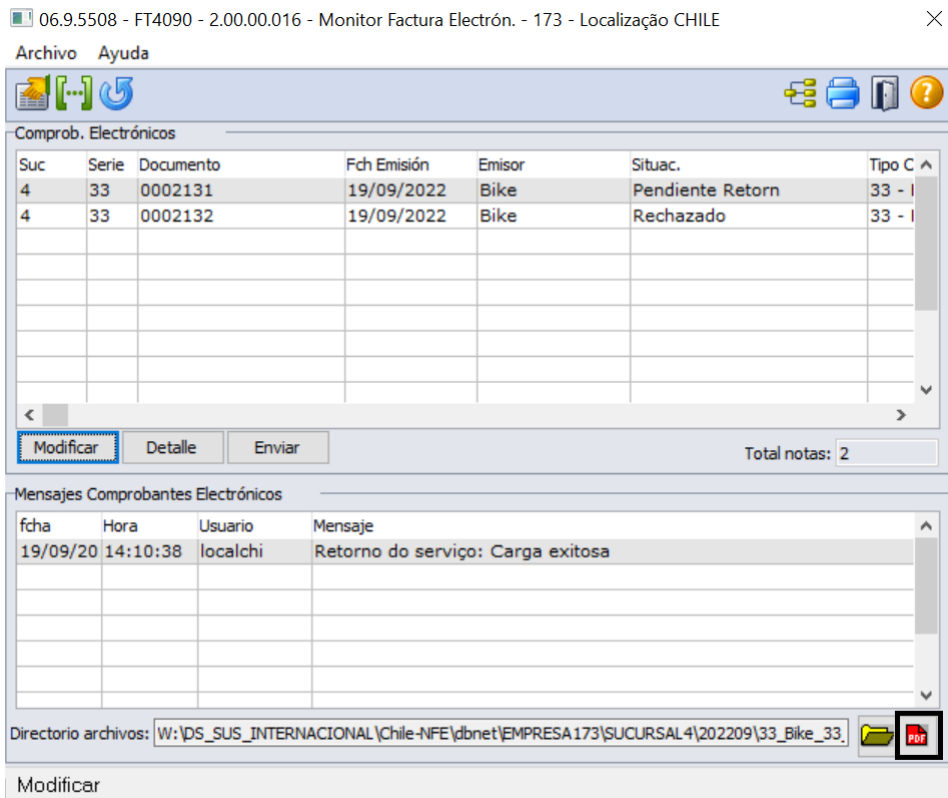 06.9.5508 - FT4090 - 2.00.00.016 - Monitor Factura Electrón. - 173 - Localização CHILE
Archivo Ayuda
Comprob. Electrónicos
Suc Serie Documento Fch Emisión Emisor Situac. Tipo C
4 33 0002131 19/09/2022 Bike Pendiente Retorn 33 -
4 33 0002132 19/09/2022 Bike Rechazado 33 -
Modificar Detalle Enviar Total notas: 2
Mensajes Comprobantes Electrónicos
fcha Hora Usuario Mensaje
19/09/20 14:10:38 localchi Retorno do serviço: Carga exitosa
Directorio archivos: W:\DS_SUS_INTERNACIONAL\Chile-NFE\dbnet\EMPRESA173\SUCURSAL4\202209\33_Bike_33_
PDF
Modificar